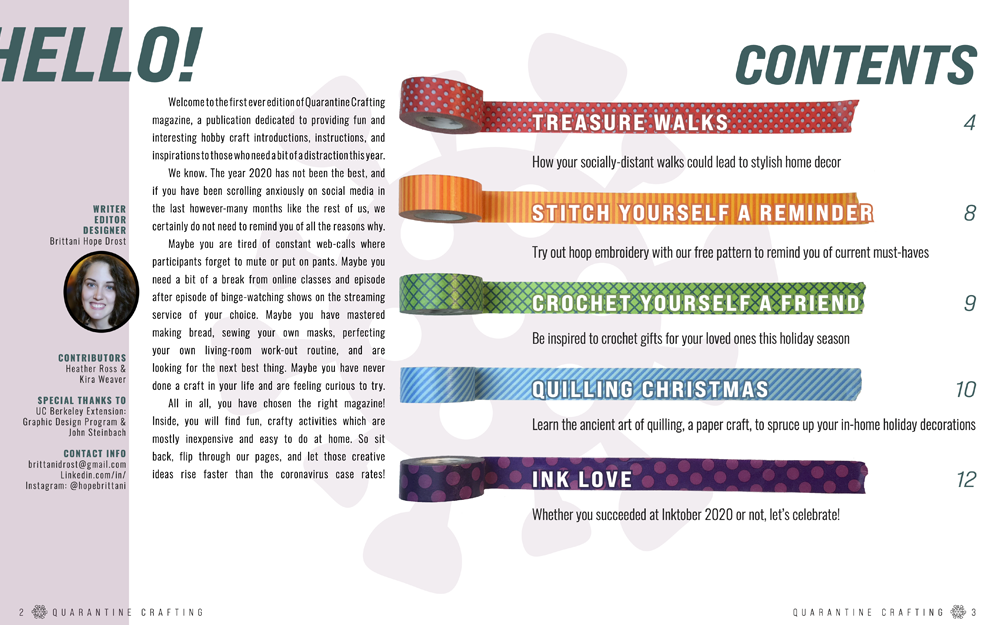 HELLO!
WRITER
EDITOR
DESIGNER
Brittani Hope Drost
CONTRIBUTORS
Heather Ross &
Kira Weaver
SPECIAL THANKS TO
UC Berkeley Extension:
Graphic Design Program &
John Steinbach
CONTACT INFO
brittanidrost@gmail.com
Linkedin.com/in/
Instagram: @hopebrittani
Welcome to the first ever edition of Quarantine Crafting
magazine, a publication dedicated to providing fun and
interesting hobby craft introductions, instructions, and
inspirations to those who need a bit of a distraction this year.
We know. The year 2020 has not been the best, and
if you have been scrolling anxiously on social media in
the last however-many months like the rest of us, we
certainly do not need to remind you of all the reasons why.
Maybe you are tired of constant web-calls where
participants forget to mute or put on pants. Maybe you
need a bit of a break from online classes and episode
after episode of binge-watching shows on the streaming
service of your choice. Maybe you have mastered
making bread, sewing your own masks, perfecting
your own living-room work-out routine, and are
looking for the next best thing. Maybe you have never
done a craft in your life and are feeling curious to try.
All in all, you have chosen the right magazine!
Inside, you will find fun, crafty activities which are
mostly inexpensive and easy to do at home. So sit
back, flip through our pages, and let those creative
ideas rise faster than the coronavirus case rates!
2 QUARANTINE CRAFTING
CONTENTS
TREASURE WALKS 4
How your socially-distant walks could lead to stylish home decor
STITCH YOURSELF A REMINDER 8
Try out hoop embroidery with our free pattern to remind you of current must-haves
CROCHET YOURSELF A FRIEND 9
Be inspired to crochet gifts for your loved ones this holiday season
QUILLING CHRISTMAS 10
Learn the ancient art of quilling, a paper craft, to spruce up your in-home holiday decorations
INK LOVE 12
Whether you succeeded at Inktober 2020 or not, let's celebrate!
QUARANTINE CRAFTING 3